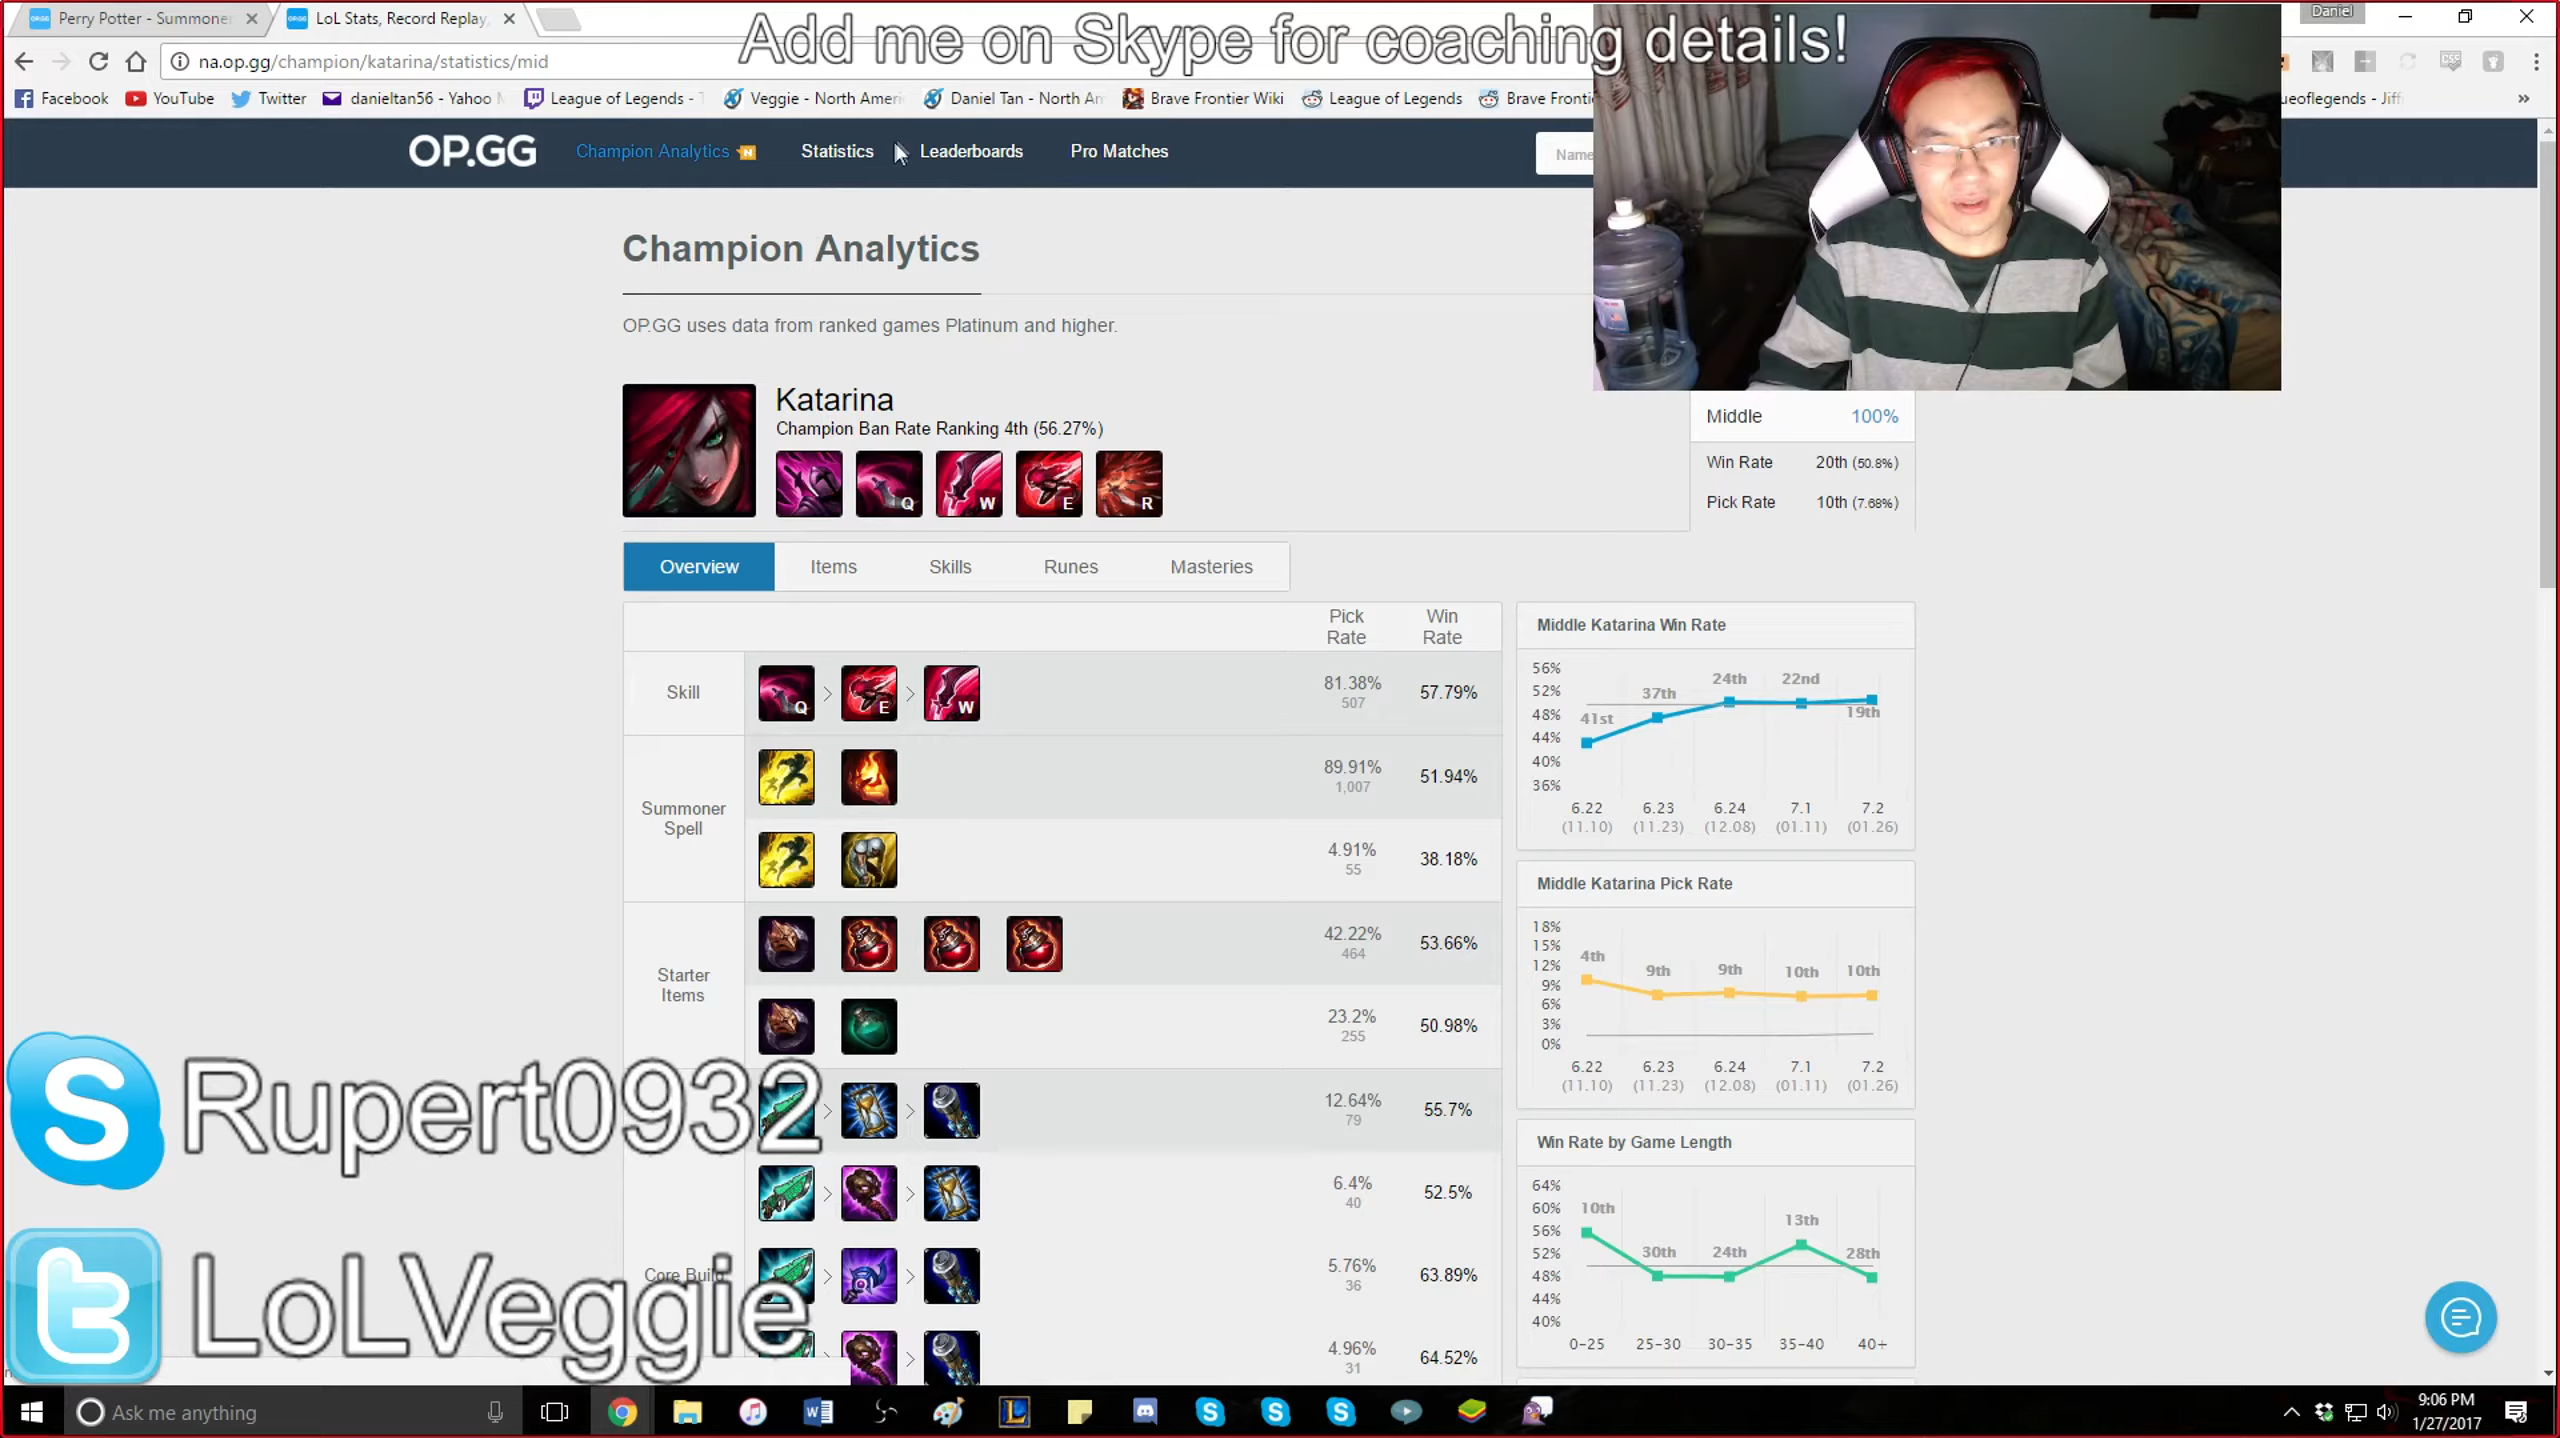 Perry Potter - Summoner
LoL Stats, Record Replay,
Daniel
Add me on Skype for coaching details!
na.op.gg/champion/katarina/statistics/mid
Facebook
YouTube
Twitter
danieltan56 - Yahoo
League of Legends -
Veggie - North Ameri
Daniel Tan - North Am
Brave Frontier Wiki
League of Legends
Brave Fronti
ueoflegends - Jiff
»
OP.GG
Champion Analytics N
Statistics
Leaderboards
Pro Matches
Name
Champion Analytics
OP.GG uses data from ranked games Platinum and higher.
Katarina
Champion Ban Rate Ranking 4th (56.27%)
Q W E R
Middle 100%
Win Rate 20th (50.8%)
Pick Rate 10th (7.68%)
Overview Items Skills Runes Masteries
Pick Rate
Win Rate
Skill
Q > E > W
81.38%
507
57.79%
Summoner
Spell
89.91%
1,007
51.94%
4.91%
55
38.18%
Starter
Items
42.22%
464
53.66%
23.2%
255
50.98%
Core Build
12.64%
79
55.7%
6.4%
40
52.5%
5.76%
36
63.89%
4.96%
31
64.52%
Middle Katarina Win Rate
56%
52%
48%
44%
40%
36%
41st 37th 24th 22nd 19th
6.22 6.23 6.24 7.1 7.2
(11.10) (11.23) (12.08) (01.11) (01.26)
Middle Katarina Pick Rate
18%
15%
12%
9%
6%
3%
0%
4th 9th 9th 10th 10th
6.22 6.23 6.24 7.1 7.2
(11.10) (11.23) (12.08) (01.11) (01.26)
Win Rate by Game Length
64%
60%
56%
52%
48%
44%
40%
10th 30th 24th 13th 28th
0-25 25-30 30-35 35-40 40+
S Rupert0932
t LoLVeggie
Ask me anything
9:06 PM
1/27/2017